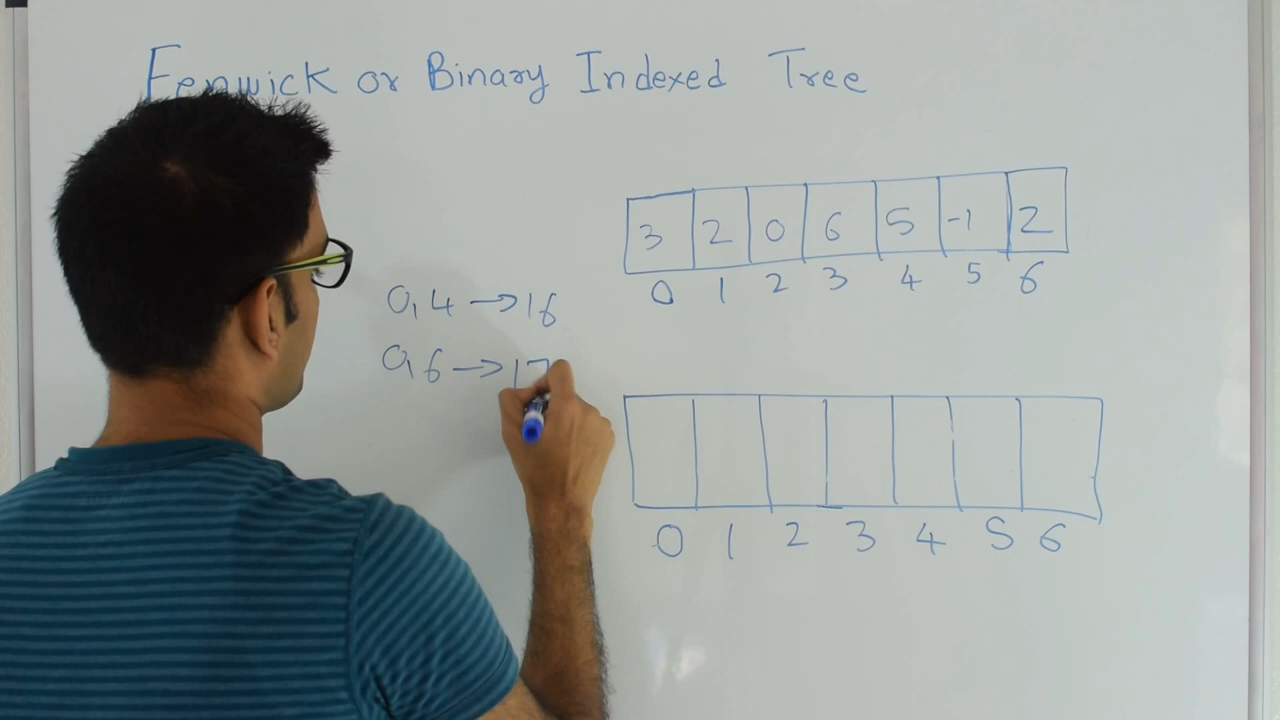 Fenwick or Binary Indexed Tree
3 2 0 6 5 -1 2
0 1 2 3 4 5 6
0,4 → 16
0,6 → 17
0 1 2 3 4 5 6